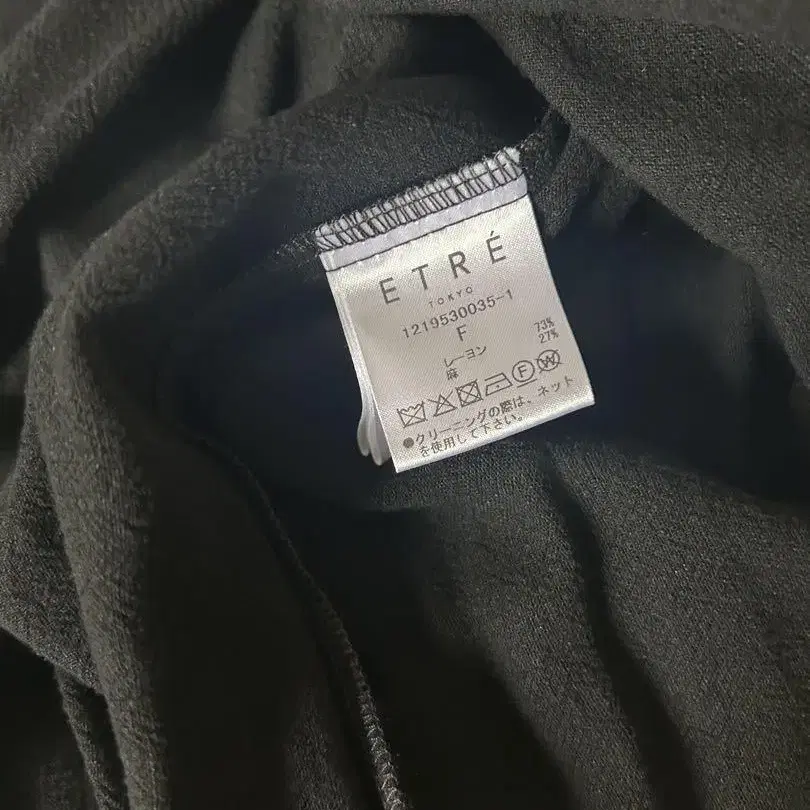 ETRÉ
TOKYO
1219530035-1
F
レーヨン 73%
麻 27%
F W
●クリーニングの際は、ネット
を使用して下さい。